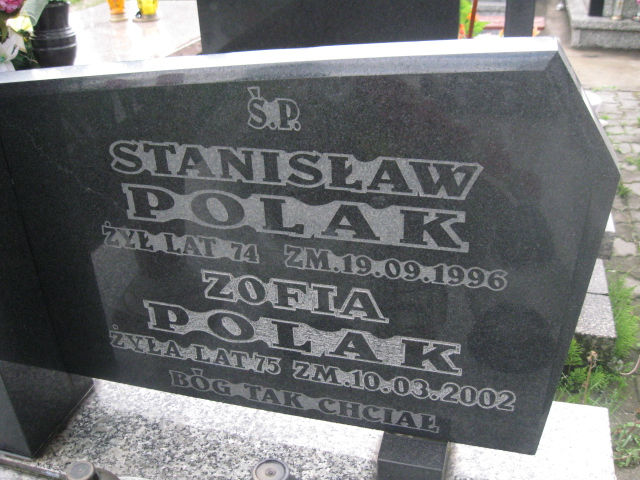 Ś.P.
STANISŁAW
POLAK
ŻYŁ LAT 74 ZM.19.09.1996
ZOFIA
POLAK
ŻYŁA LAT 75 ZM.10.03.2002
BÓG TAK CHCIAŁ